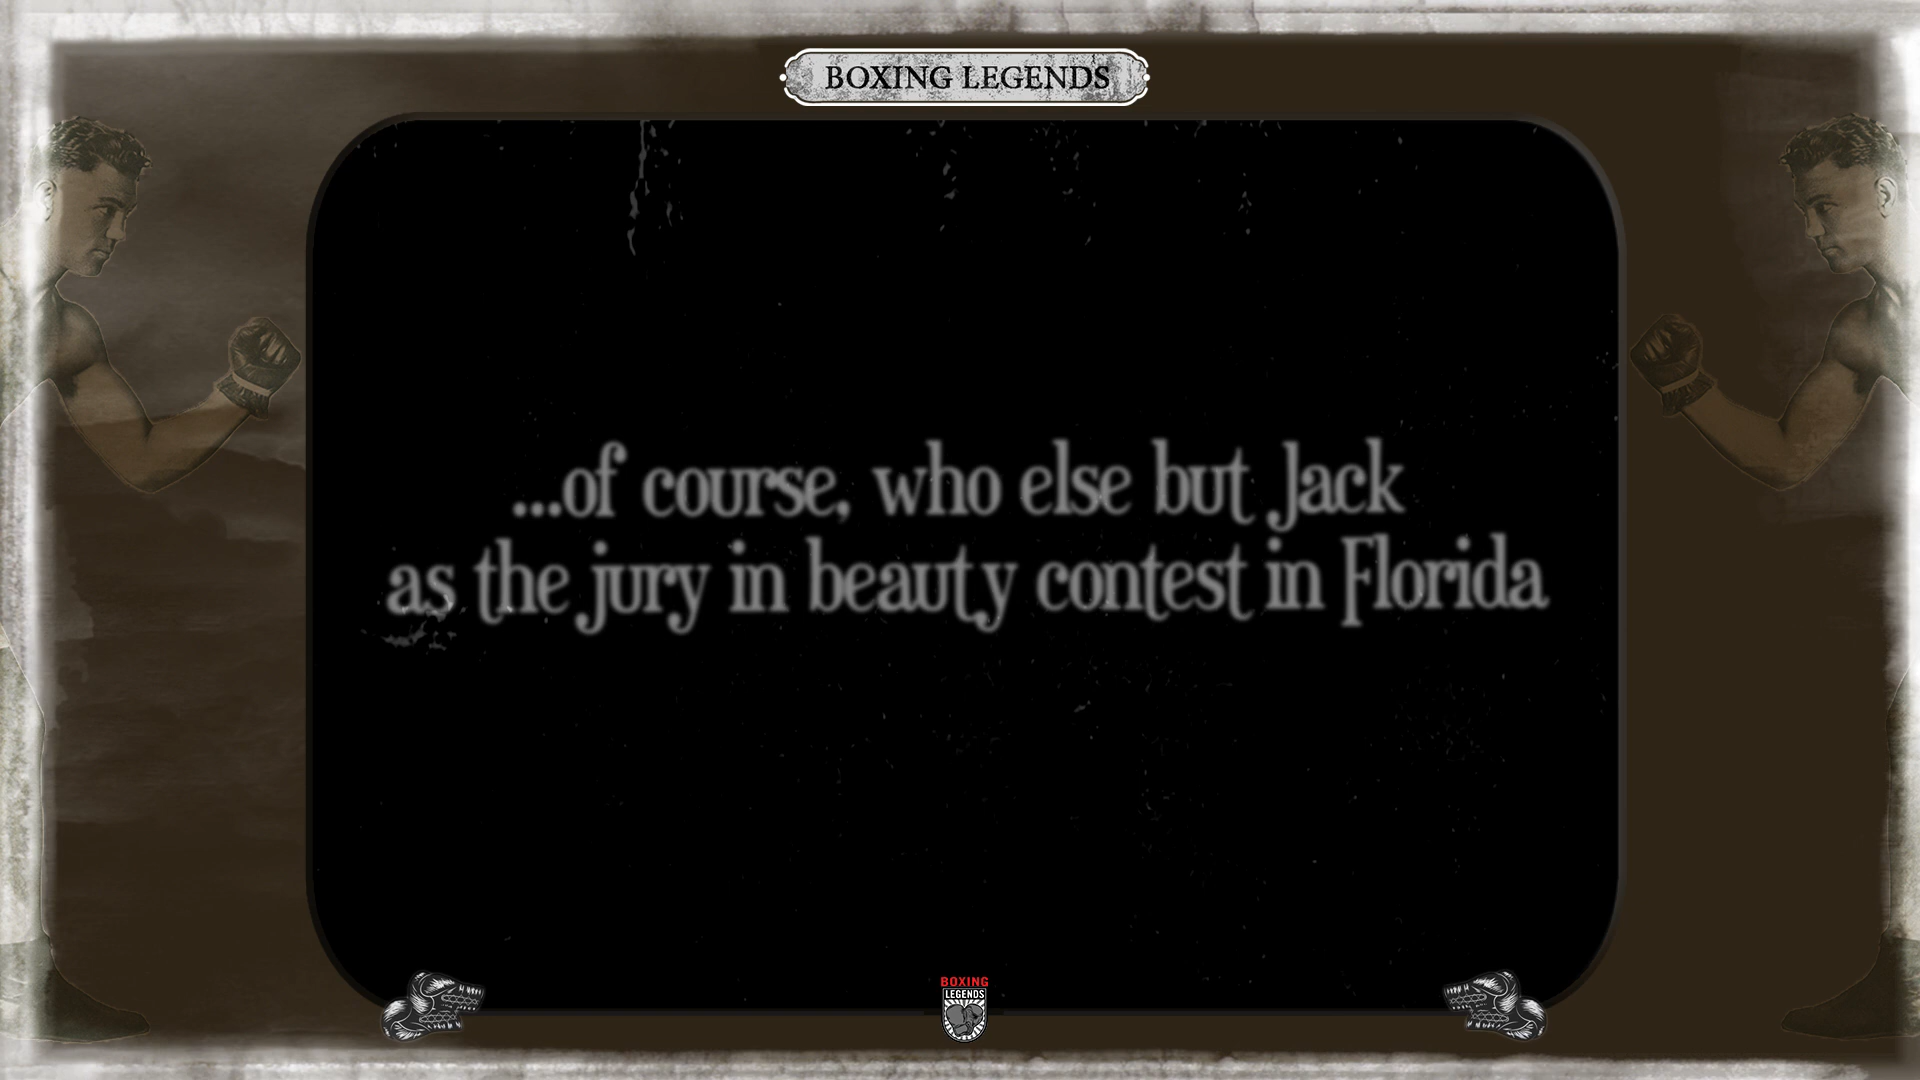 BOXING LEGENDS
...of course, who else but Jack
as the jury in beauty contest in Florida
BOXING
LEGENDS